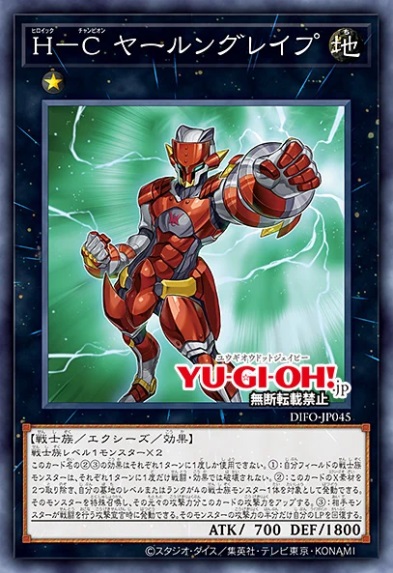 ヒロイック チャンピオン
H－C ヤールングレイプ 地
ユウギオウドットジェイピー
YU-GI-OH!.jp
無断転載禁止
DIFO-JP045
【戦士族／エクシーズ／効果】
戦士族レベル1モンスター×2
このカード名の②③の効果はそれぞれ1ターンに1度しか使用できない。①：自分フィールドの戦士族
モンスターは、それぞれ1ターンに1度だけ戦闘・効果では破壊されない。②：このカードのX素材を
2つ取り除き、自分の墓地のレベルまたはランクが4の戦士族モンスター1体を対象として発動できる。
そのモンスターを特殊召喚し、その元々の攻撃力分このカードの攻撃力をアップする。③：相手モン
スターが戦闘を行う攻撃宣言時に発動できる。そのモンスターの攻撃力の半分だけ自分のLPを回復する。
ATK/ 700 DEF/1800
©スタジオ・ダイス／集英社・テレビ東京・KONAMI